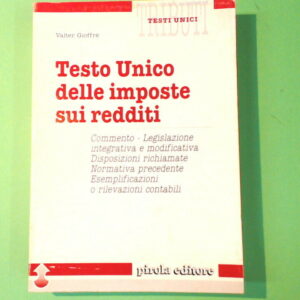 TRIBUTI
TESTI UNICI
Valter Gioffrè
Testo Unico
delle imposte
sui redditi
Commento - Legislazione
integrativa e modificativa
Disposizioni richiamate
Normativa precedente
Esemplificazioni
o rilevazioni contabili
pirola editore